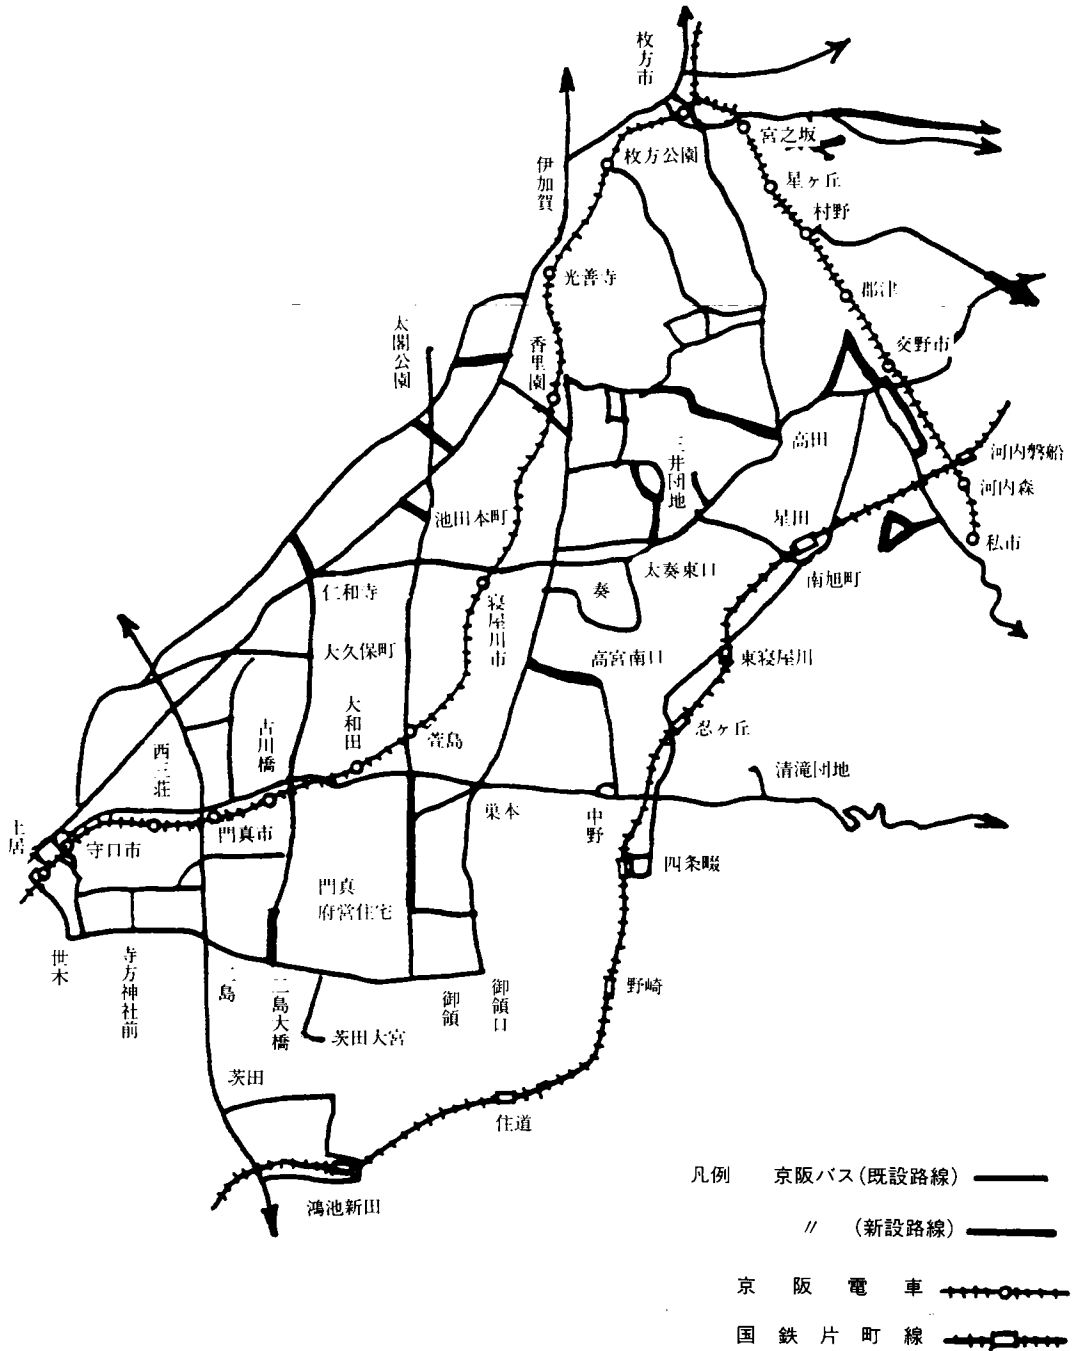 枚方市
宮之坂
枚方公園
伊加賀
星ヶ丘
村野
光善寺
郡津
太閤公園
香里園
交野市
高田
三井団地
河内磐船
河内森
池田本町
星田
私市
太秦東口
南旭町
秦
仁和寺
寝屋川市
大久保町
高宮南口
東寝屋川
大和田
古川橋
萱島
忍ヶ丘
西三荘
清滝団地
巣本
中野
土居
守口市
門真市
四条畷
門真
府営住宅
世木
寺方神社前
二島
三島大橋
御領
御領口
野崎
茨田大宮
茨田
住道
鴻池新田
凡例 京阪バス(既設路線)
〃 (新設路線)
京阪電車
国鉄片町線